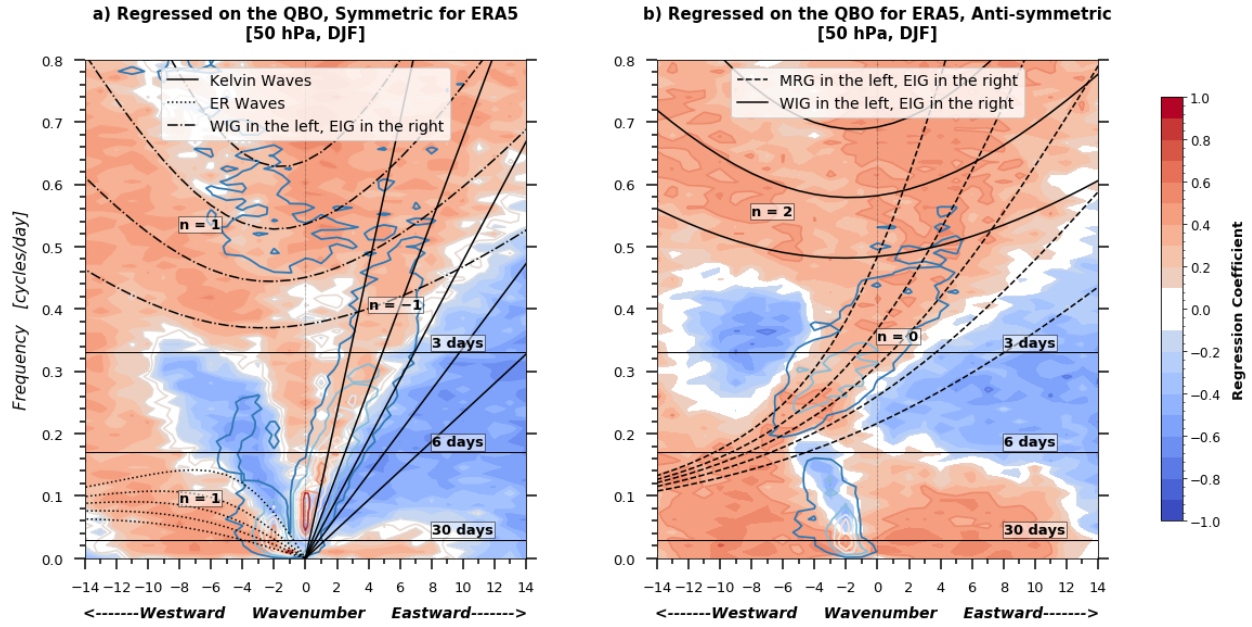 a) Regressed on the QBO, Symmetric for ERA5
[50 hPa, DJF]
Frequency [cycles/day]
0.8
0.7
0.6
0.5
0.4
0.3
0.2
0.1
0.0
Kelvin Waves
ER Waves
WIG in the left, EIG in the right
n = 1
n = −1
3 days
6 days
n = 1
30 days
−14 −12 −10 −8 −6 −4 −2 0 2 4 6 8 10 12 14
<-------Westward Wavenumber Eastward------->
b) Regressed on the QBO for ERA5, Anti-symmetric
[50 hPa, DJF]
0.8
0.7
0.6
0.5
0.4
0.3
0.2
0.1
0.0
MRG in the left, EIG in the right
WIG in the left, EIG in the right
n = 2
n = 0
3 days
6 days
30 days
−14 −12 −10 −8 −6 −4 −2 0 2 4 6 8 10 12 14
<-------Westward Wavenumber Eastward------->
1.0
0.8
0.6
0.4
0.2
0.0
−0.2
−0.4
−0.6
−0.8
−1.0
Regression Coefficient